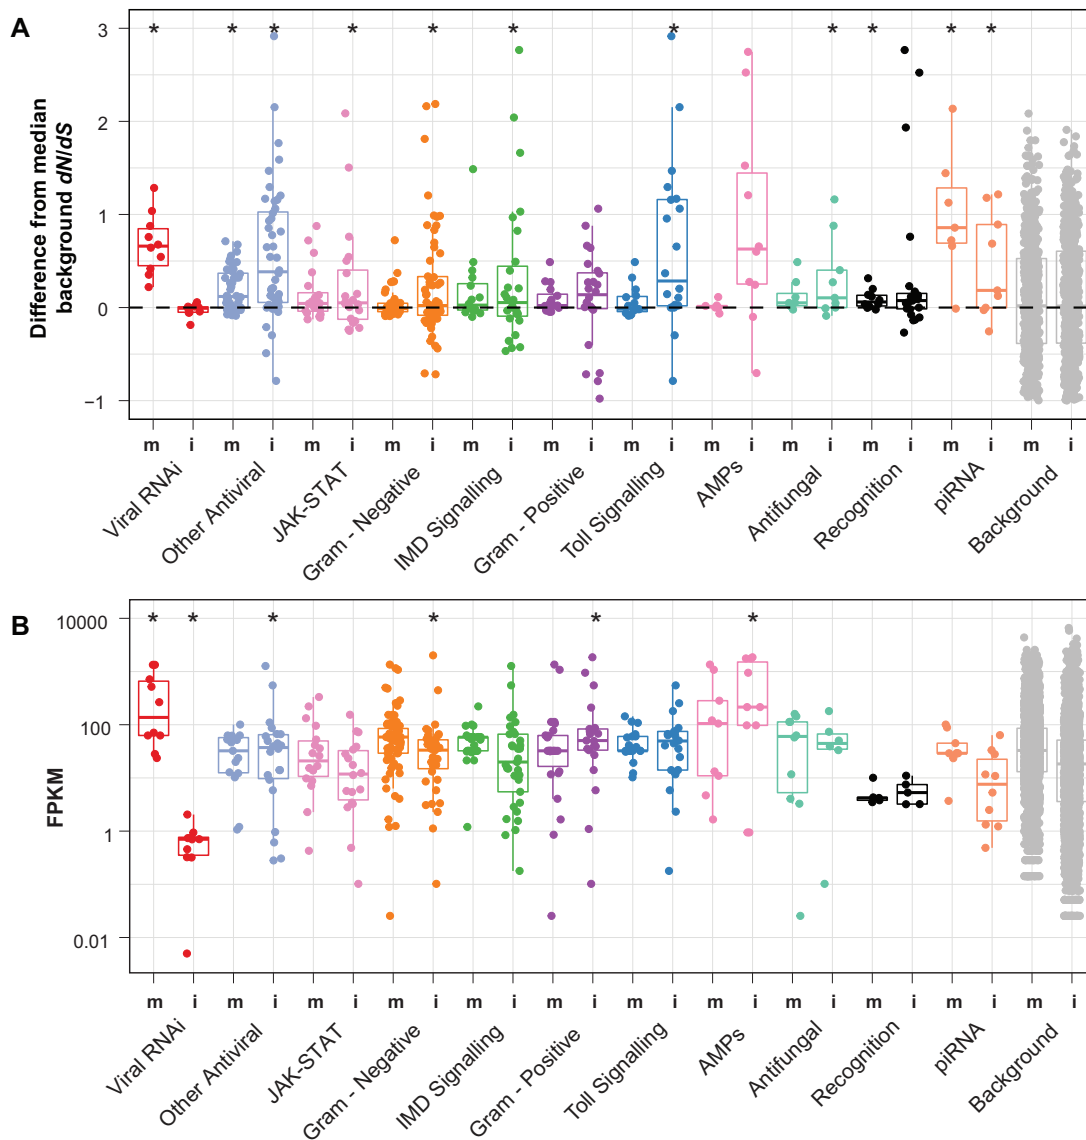 A
Difference from median
background dN/dS
3
2
1
0
−1
* * * * * * * * * * *
m i m i m i m i m i m i m i m i m i m i m i m i
Viral RNAi
Other Antiviral
JAK-STAT
Gram - Negative
IMD Signalling
Gram - Positive
Toll Signalling
AMPs
Antifungal
Recognition
piRNA
Background
B
FPKM
10000
100
1
0.01
* * * * * *
m i m i m i m i m i m i m i m i m i m i m i m i
Viral RNAi
Other Antiviral
JAK-STAT
Gram - Negative
IMD Signalling
Gram - Positive
Toll Signalling
AMPs
Antifungal
Recognition
piRNA
Background